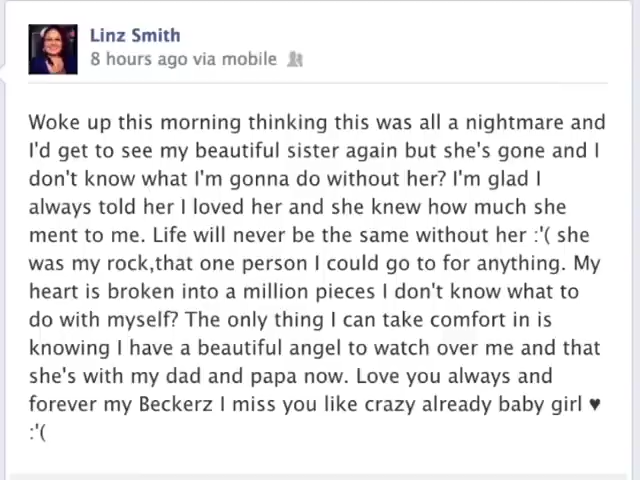 Linz Smith
8 hours ago via mobile
Woke up this morning thinking this was all a nightmare and
I'd get to see my beautiful sister again but she's gone and I
don't know what I'm gonna do without her? I'm glad I
always told her I loved her and she knew how much she
ment to me. Life will never be the same without her :'( she
was my rock,that one person I could go to for anything. My
heart is broken into a million pieces I don't know what to
do with myself? The only thing I can take comfort in is
knowing I have a beautiful angel to watch over me and that
she's with my dad and papa now. Love you always and
forever my Beckerz I miss you like crazy already baby girl ♥
:'(